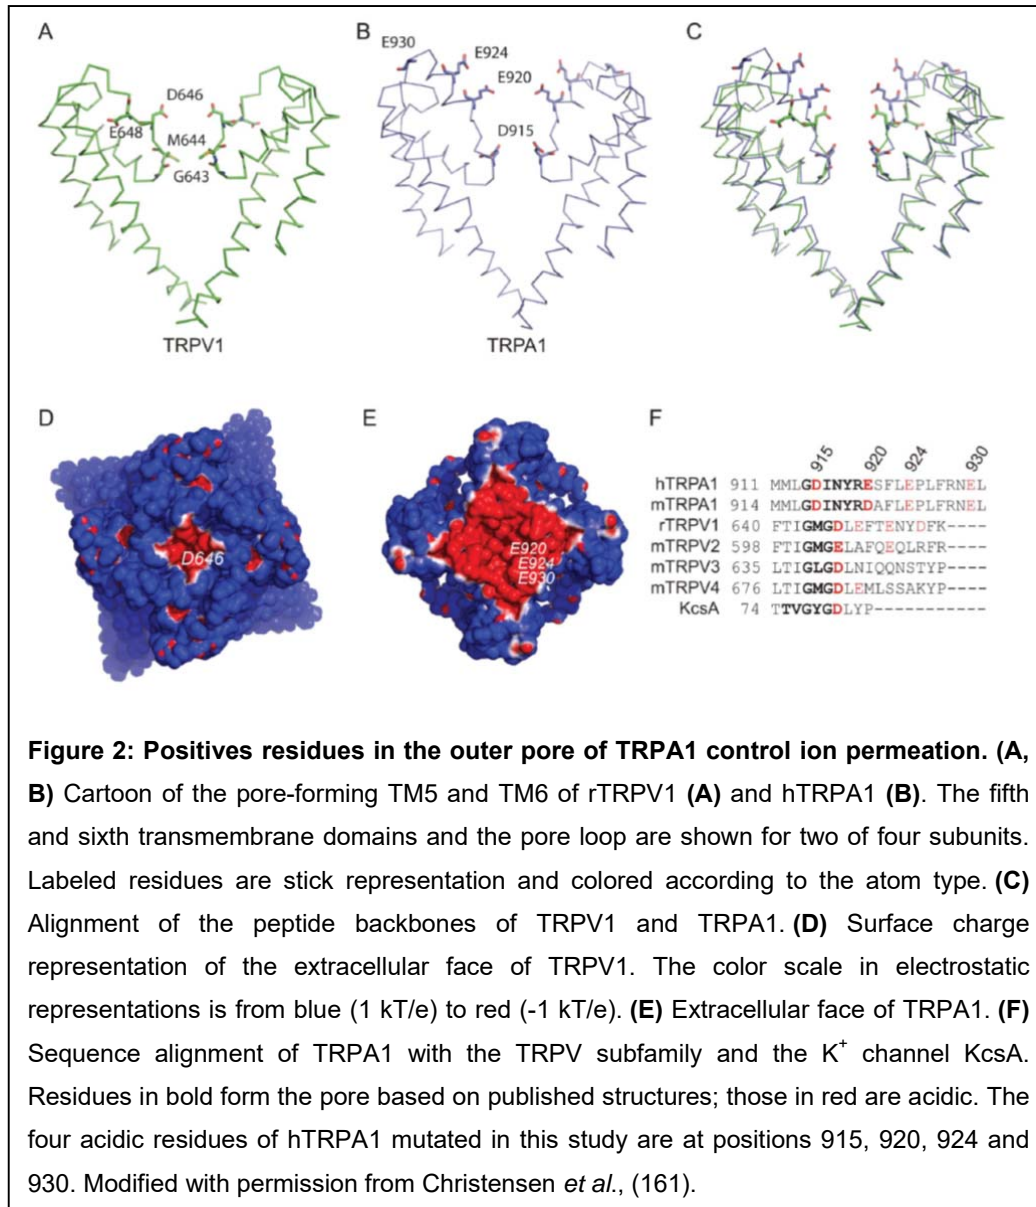 A
B
C
E930
E924
D646
E920
E648
M644
D915
G643
TRPV1
TRPA1
D
E
F
D646
E920
E924
E930
915 920 924 930
hTRPA1 911 MMLGDINYRESFLEPLFRNEL
mTRPA1 914 MMLGDINYRDAFLEPLFRNEL
rTRPV1 640 FTIGMGDLEFTENYDFK----
mTRPV2 598 FTIGMGELAFQEQLRFR----
mTRPV3 635 LTIGLGDLNIQQNSTYP----
mTRPV4 676 LTIGMGDLEMLSSAKYP----
KcsA 74 TTVGYGDLYP-----------
Figure 2: Positives residues in the outer pore of TRPA1 control ion permeation. (A,
B) Cartoon of the pore-forming TM5 and TM6 of rTRPV1 (A) and hTRPA1 (B). The fifth
and sixth transmembrane domains and the pore loop are shown for two of four subunits.
Labeled residues are stick representation and colored according to the atom type. (C)
Alignment of the peptide backbones of TRPV1 and TRPA1. (D) Surface charge
representation of the extracellular face of TRPV1. The color scale in electrostatic
representations is from blue (1 kT/e) to red (-1 kT/e). (E) Extracellular face of TRPA1. (F)
Sequence alignment of TRPA1 with the TRPV subfamily and the K⁺ channel KcsA.
Residues in bold form the pore based on published structures; those in red are acidic. The
four acidic residues of hTRPA1 mutated in this study are at positions 915, 920, 924 and
930. Modified with permission from Christensen et al., (161).